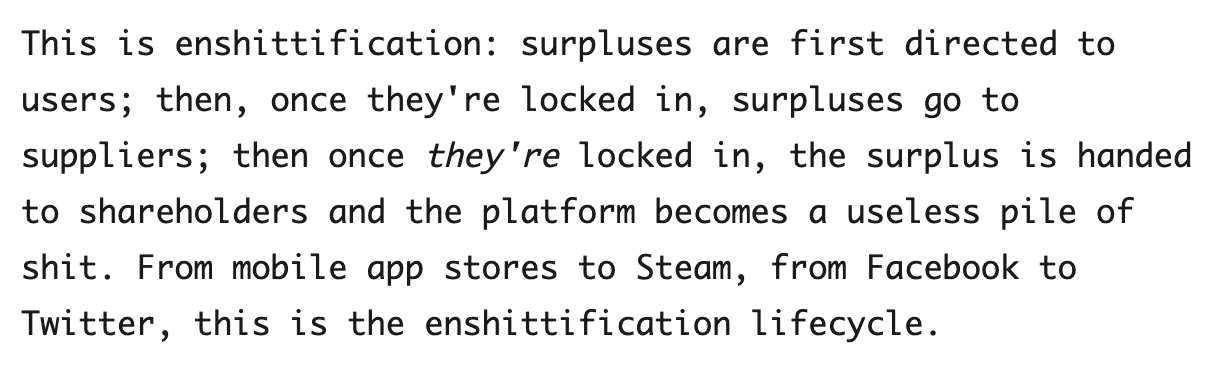 This is enshittification: surpluses are first directed to
users; then, once they're locked in, surpluses go to
suppliers; then once they're locked in, the surplus is handed
to shareholders and the platform becomes a useless pile of
shit. From mobile app stores to Steam, from Facebook to
Twitter, this is the enshittification lifecycle.